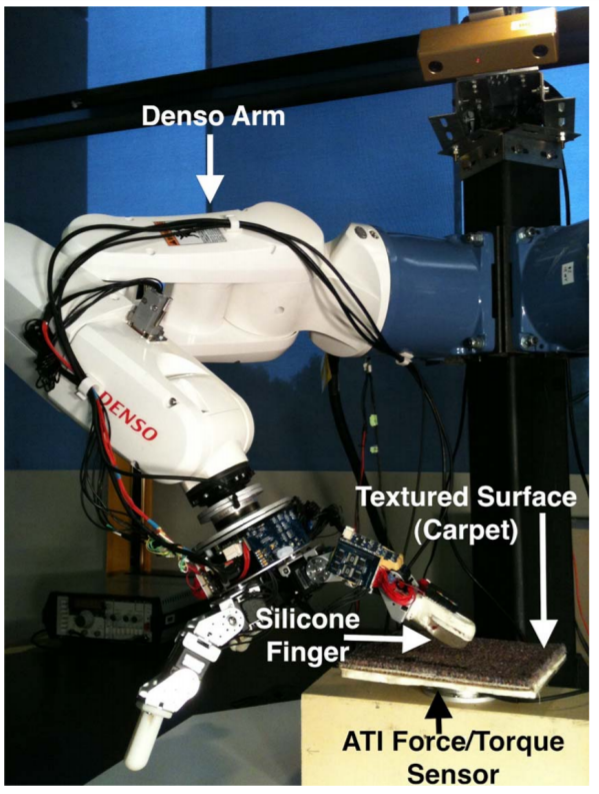 Denso Arm
DENSO
Textured Surface
(Carpet)
Silicone
Finger
ATI Force/Torque
Sensor